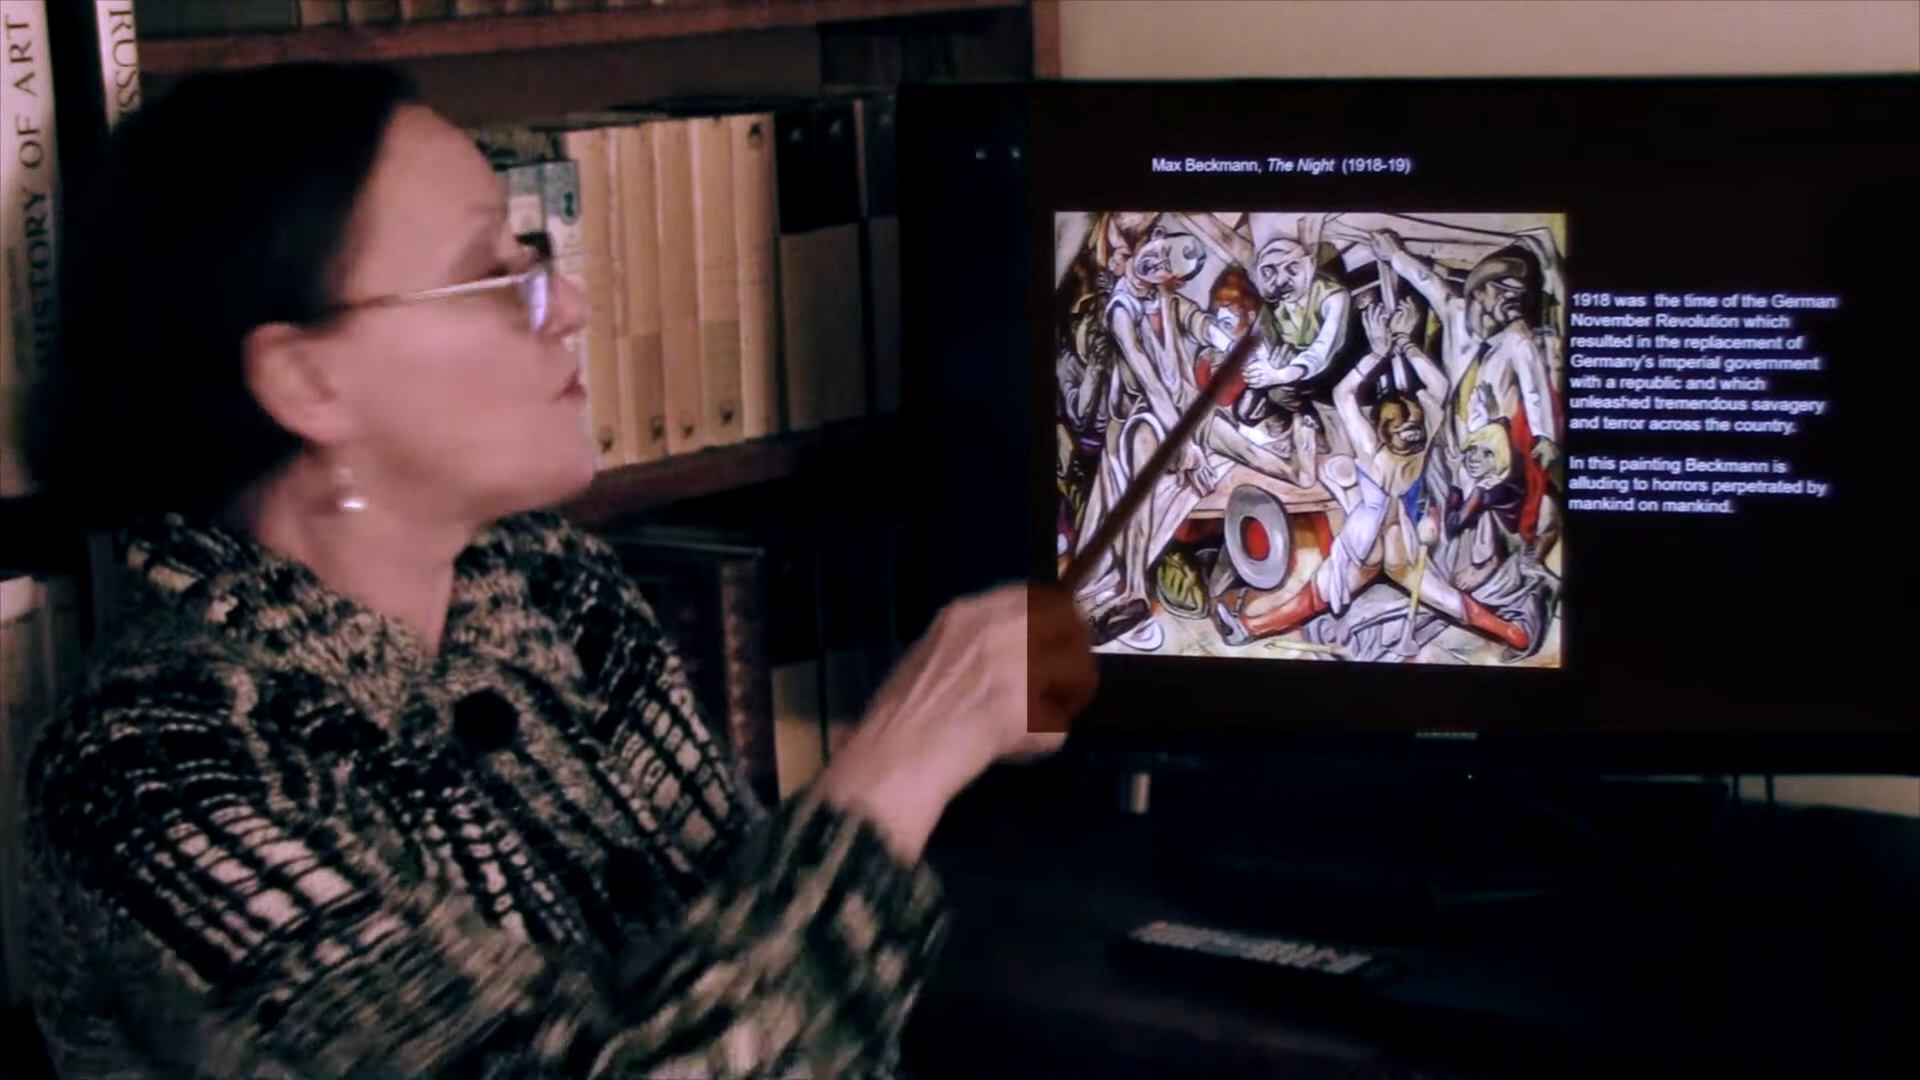 HISTORY OF ART
RUSS
Max Beckmann, The Night (1918-19)
1918 was the time of the German
November Revolution which
resulted in the replacement of
Germany's imperial government
with a republic and which
unleashed tremendous savagery
and terror across the country.
In this painting Beckmann is
alluding to horrors perpetrated by
mankind on mankind.